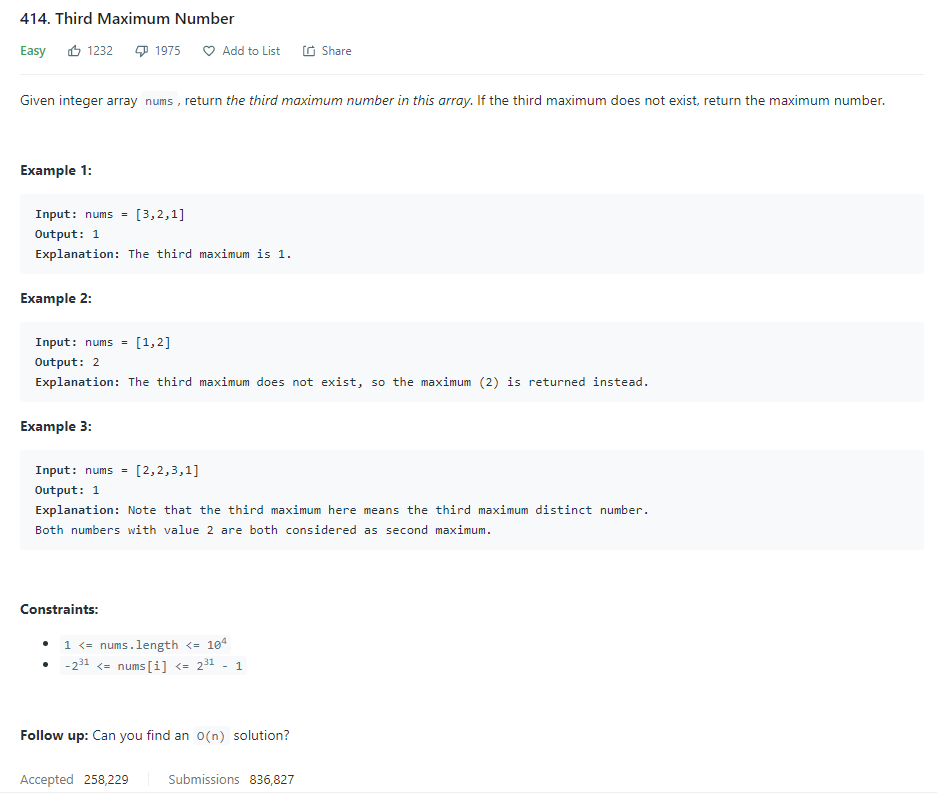 414. Third Maximum Number
Easy 1232 1975 Add to List Share
Given integer array nums , return the third maximum number in this array. If the third maximum does not exist, return the maximum number.
Example 1:
Input: nums = [3,2,1]
Output: 1
Explanation: The third maximum is 1.
Example 2:
Input: nums = [1,2]
Output: 2
Explanation: The third maximum does not exist, so the maximum (2) is returned instead.
Example 3:
Input: nums = [2,2,3,1]
Output: 1
Explanation: Note that the third maximum here means the third maximum distinct number.
Both numbers with value 2 are both considered as second maximum.
Constraints:
• 1 <= nums.length <= 10⁴
• -2³¹ <= nums[i] <= 2³¹ - 1
Follow up: Can you find an O(n) solution?
Accepted 258,229 Submissions 836,827